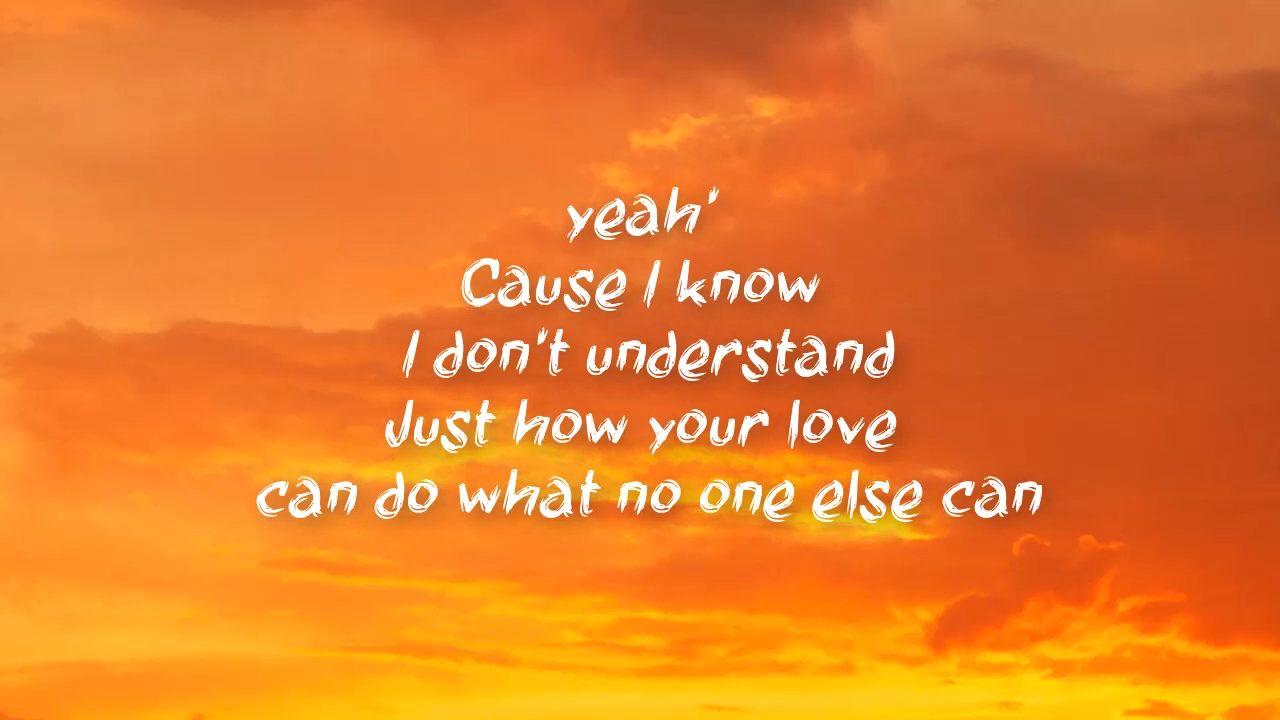 yeah'
Cause I know
I don't understand
Just how your love
can do what no one else can